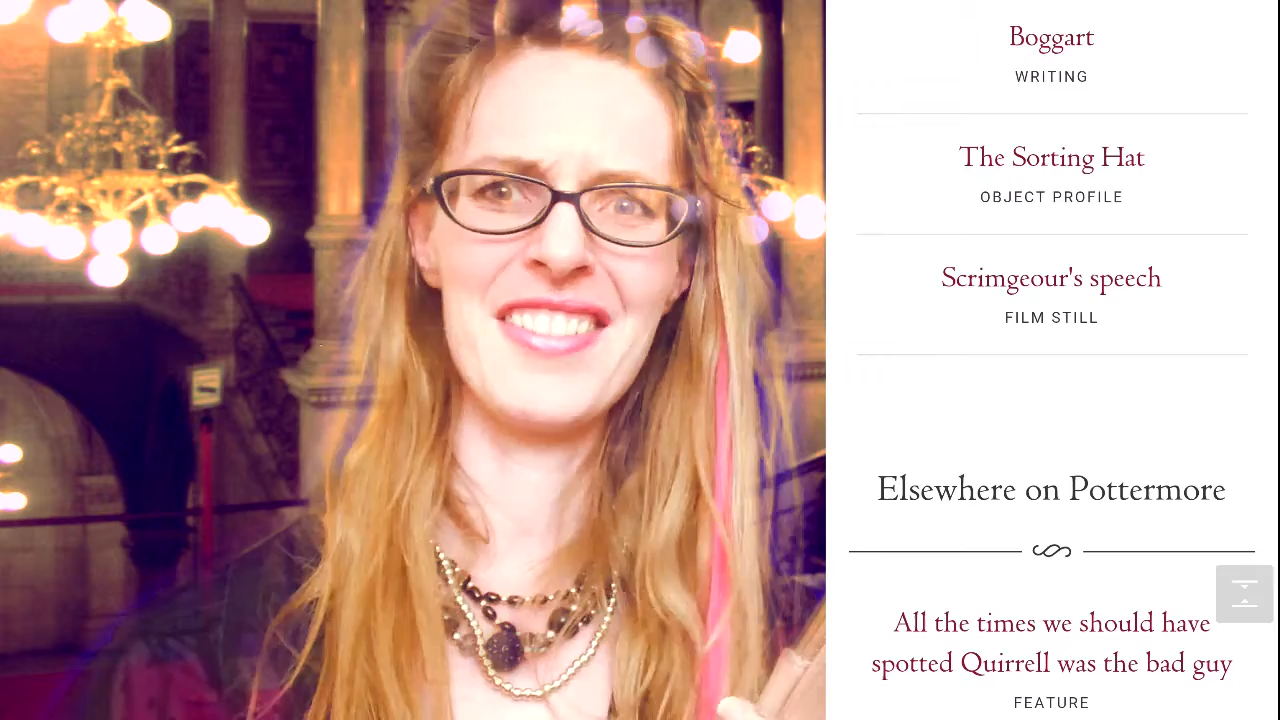 Boggart
WRITING
The Sorting Hat
OBJECT PROFILE
Scrimgeour's speech
FILM STILL
Elsewhere on Pottermore
All the times we should have
spotted Quirrell was the bad guy
FEATURE